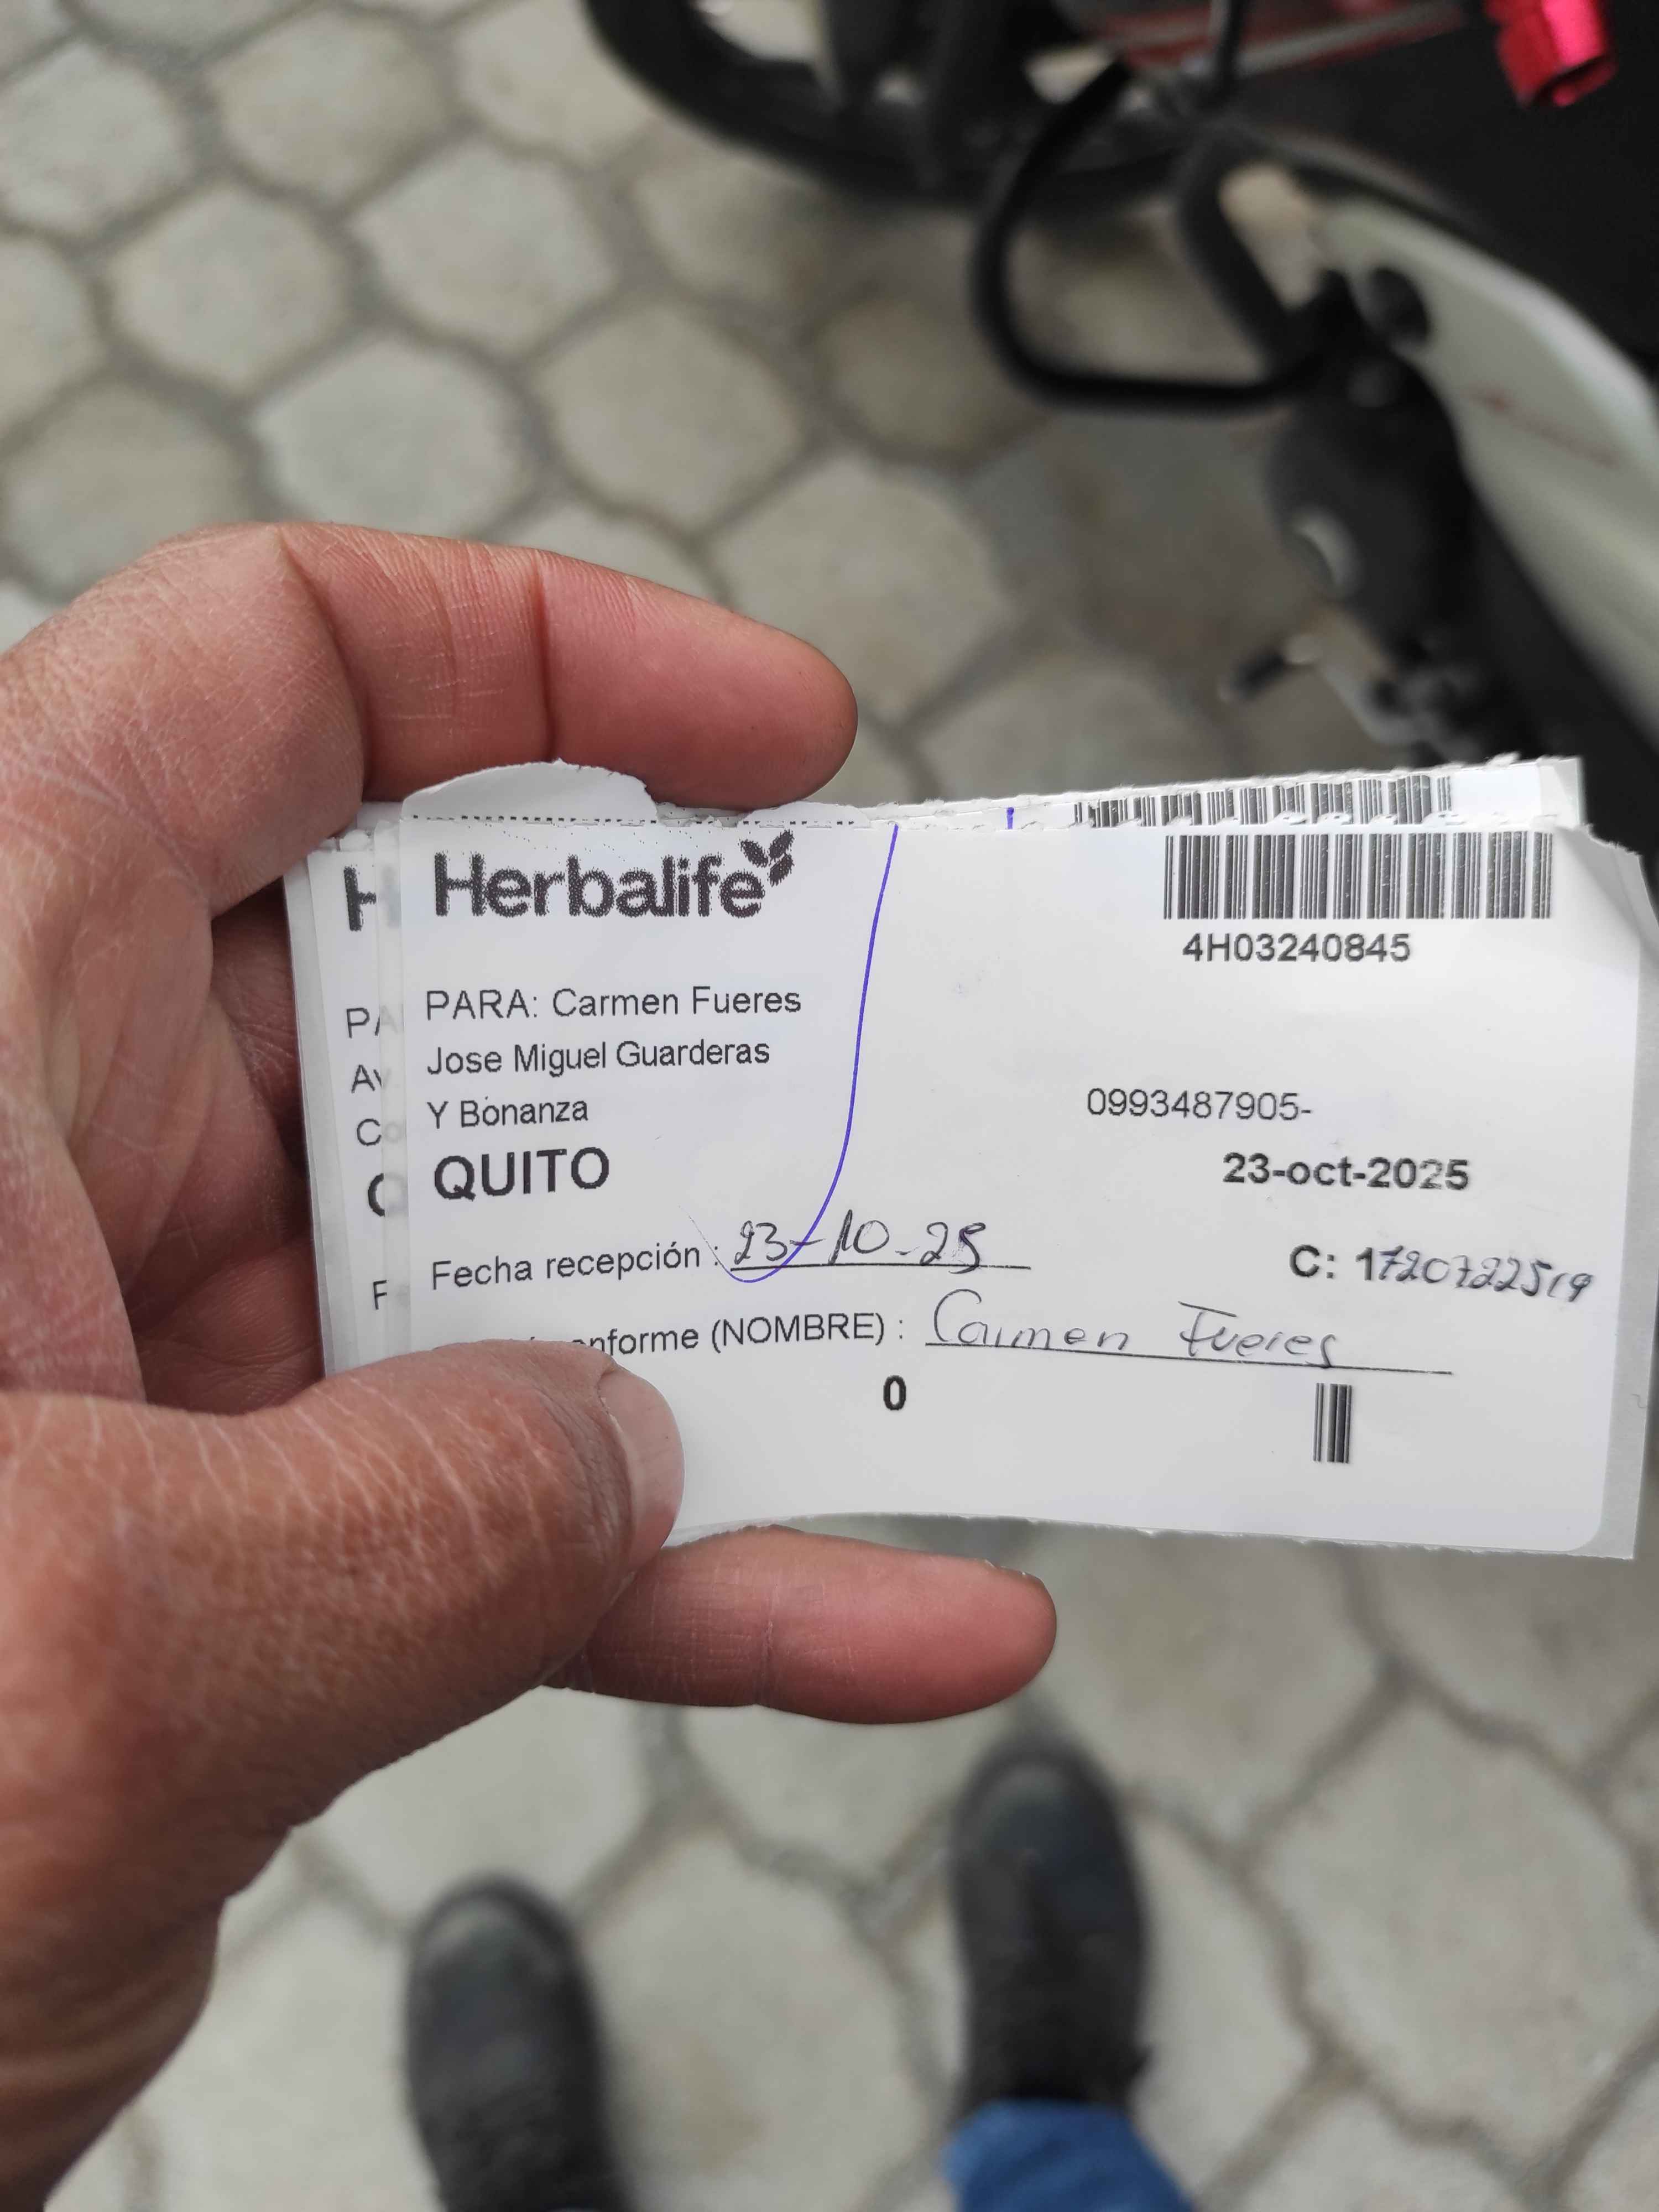 Herbalife
4H03240845
PARA: Carmen Fueres
Jose Miguel Guarderas
Y Bonanza
0993487905-
QUITO
23-oct-2025
Fecha recepción : 23-10-25
C: 1720722519
conforme (NOMBRE) : Carmen Fueres
0